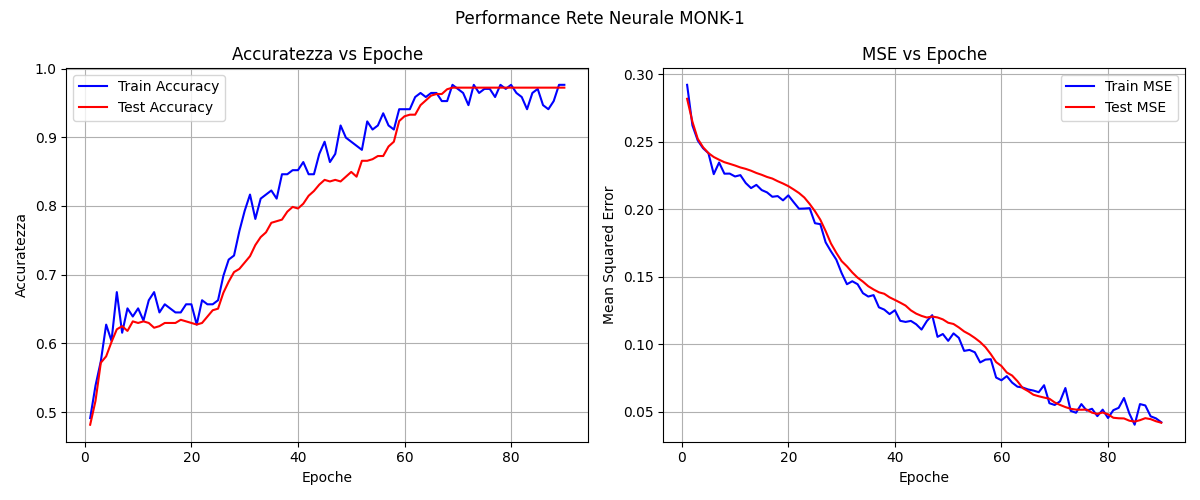 Performance Rete Neurale MONK-1
Accuratezza vs Epoche
1.0
0.9
0.8
0.7
0.6
0.5
Accuratezza
Train Accuracy
Test Accuracy
0
20
40
60
80
Epoche
MSE vs Epoche
0.30
0.25
0.20
0.15
0.10
0.05
Mean Squared Error
Train MSE
Test MSE
0
20
40
60
80
Epoche